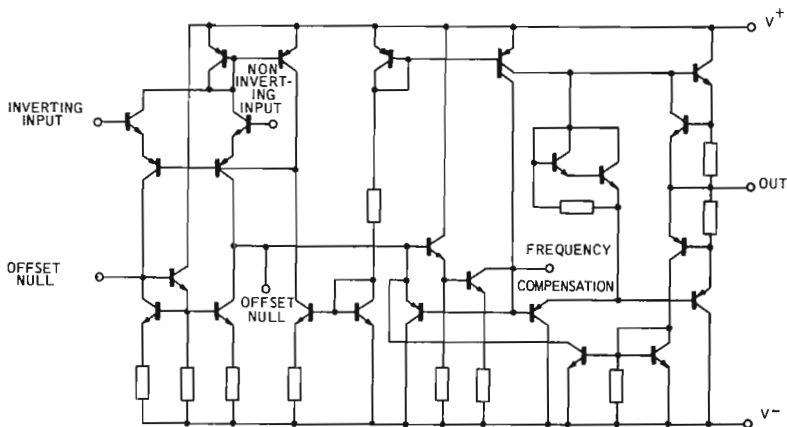 V+
NON
INVERT-
ING
INPUT
INVERTING
INPUT
OUT
FREQUENCY
COMPENSATION
OFFSET
NULL
OFFSET
NULL
V-